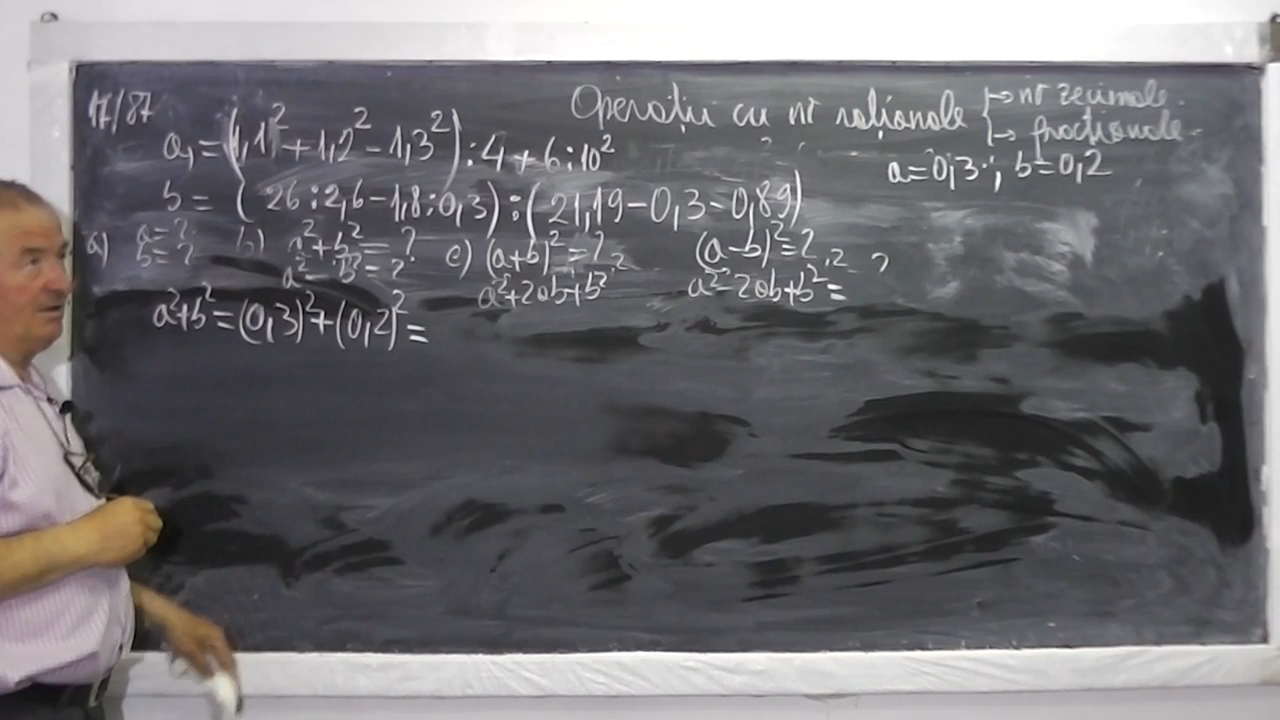 17/87
Operații cu nr raționale → nr zecimale.
→ fracționale.
a₁ = (1,1² + 1,2² - 1,3²) : 4 + 6 : 10²
a = 0,3 ; b = 0,2
b = (26 : 2,6 - 1,8 : 0,3) : (21,19 - 0,3 - 0,89)
a) a = ? b) a² + b² = ? c) (a+b)² = ? (a-b)² = ?
b = ? a² - b² = ? a² + 2ab + b² ? a² - 2ab + b² = ?
a² + b² = (0,3)² + (0,2)² =